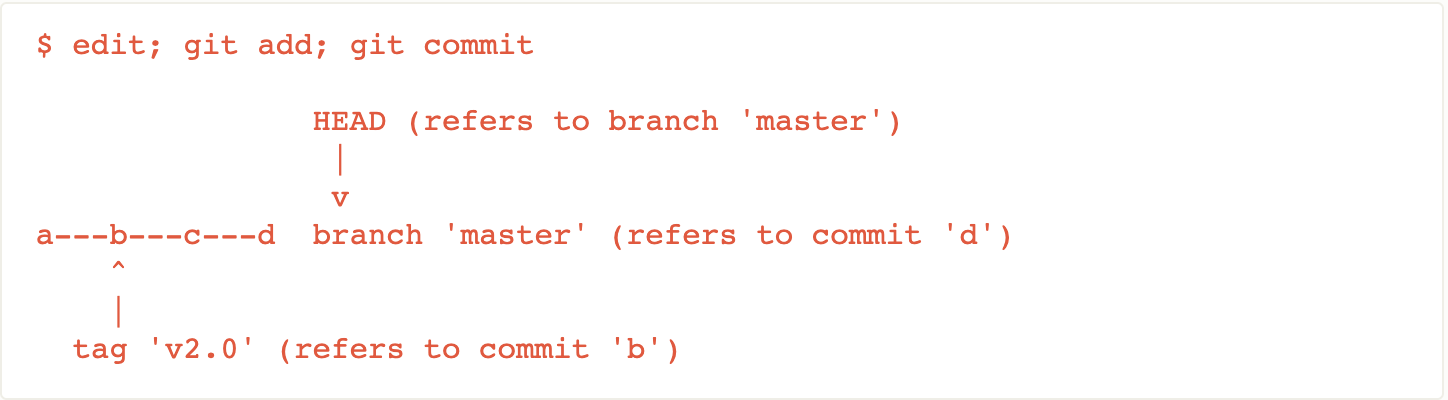 $ edit; git add; git commit
               HEAD (refers to branch 'master')
                |
                v
a---b---c---d  branch 'master' (refers to commit 'd')
    ^
    |
  tag 'v2.0' (refers to commit 'b')